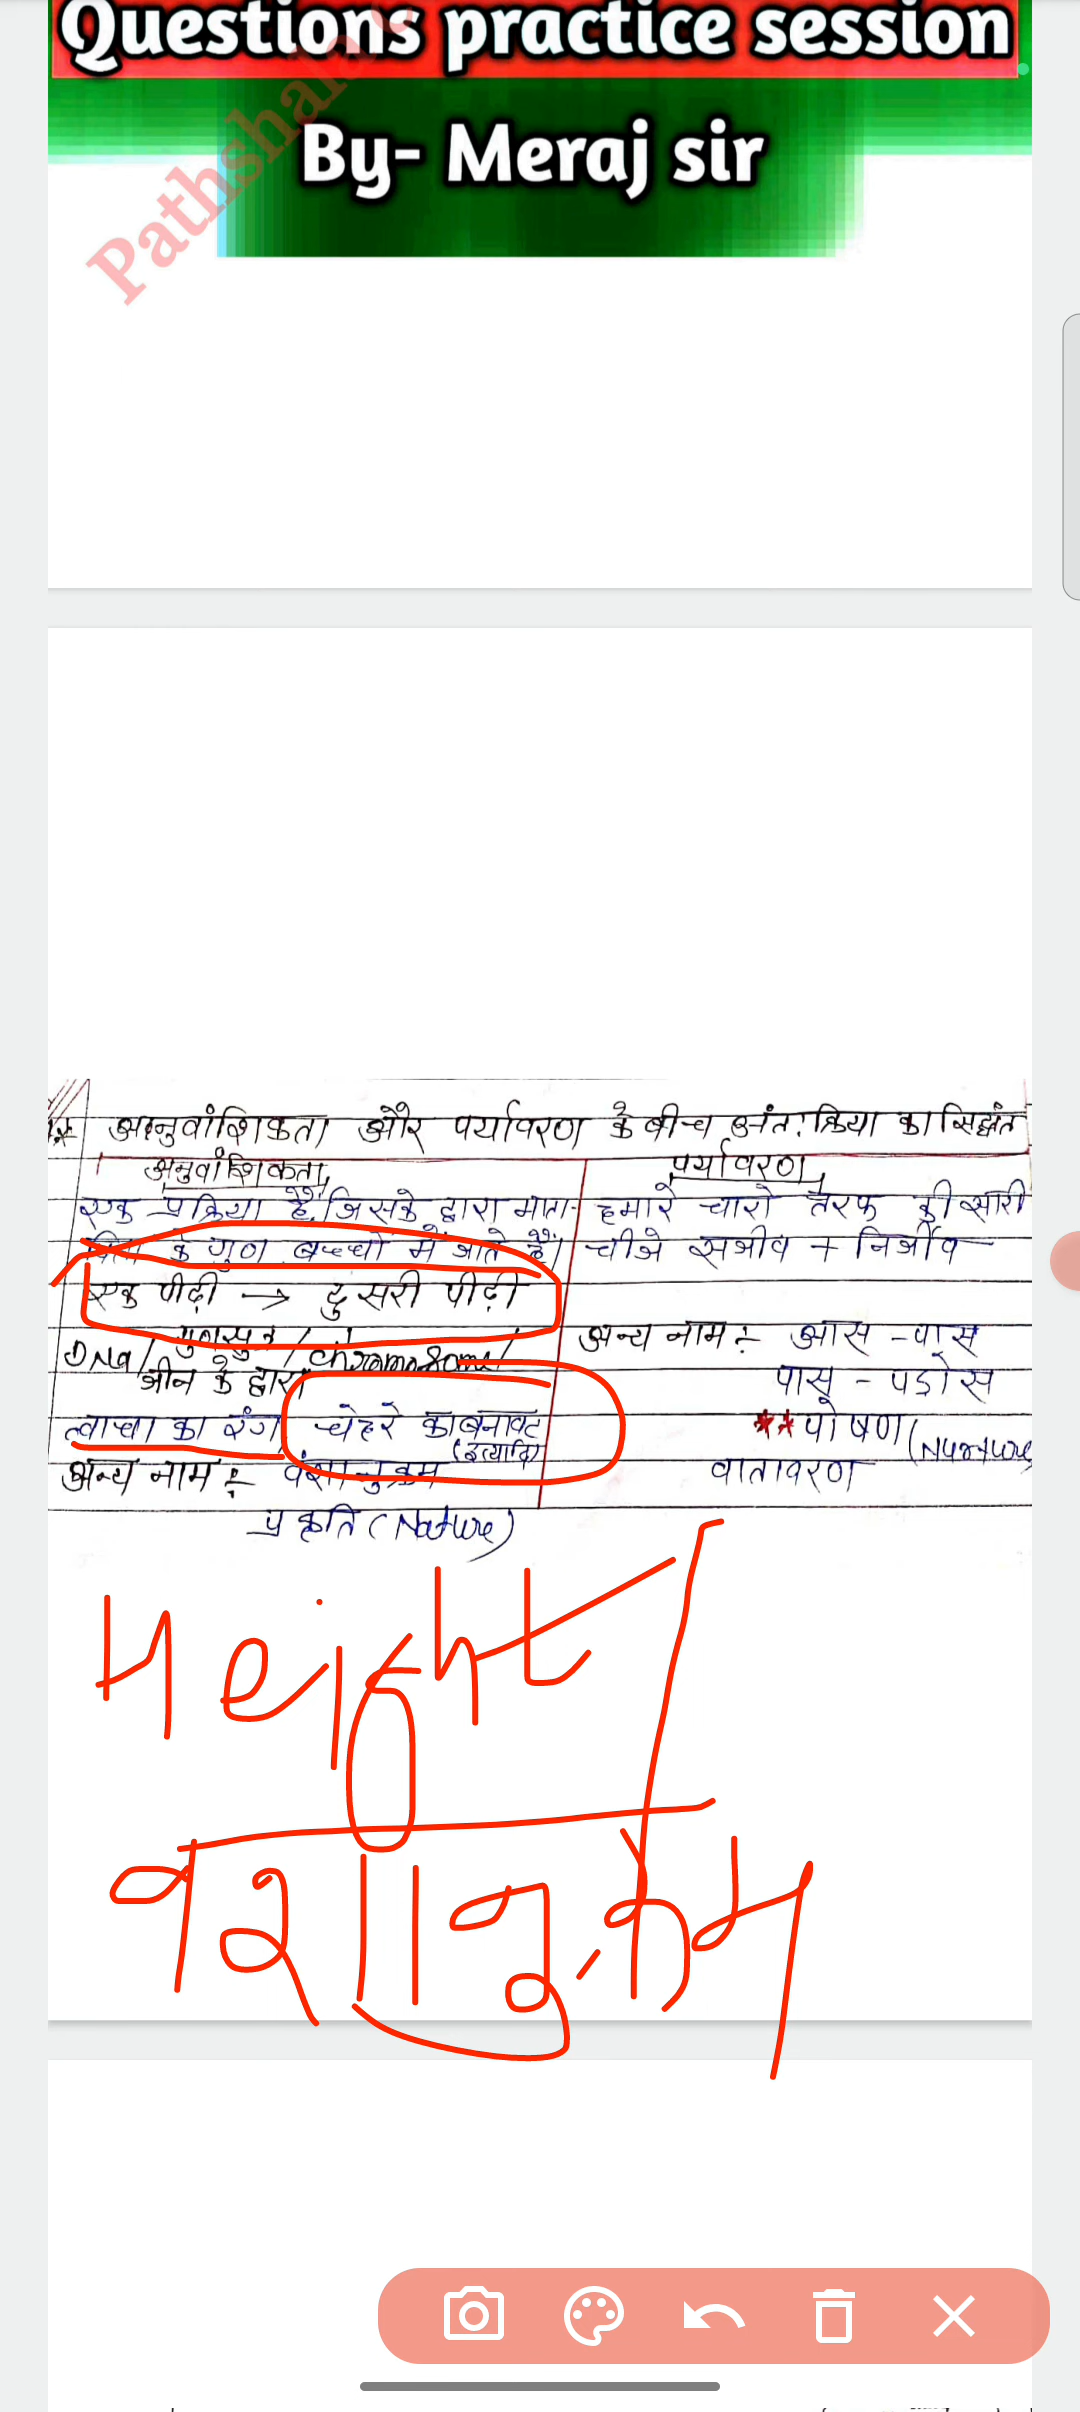 Questions practice session
By- Meraj sir
Pathshala
आनुवांशिकता और पर्यावरण के बीच अंत:क्रिया का सिद्धंत
अनुवांशिकता
एक प्रक्रिया है, जिसके द्वारा माता-
पिता के गुण बच्चो में आते है।
एक पीढ़ी → दुसरी पीढ़ी
DNa/ गुणसुत्र / Chromosome/
जीन के द्वारा
त्वाचा का रंग चेहरे का बनावट
(इत्यादि)
अन्य नाम :- वंशानुक्रम
प्रकृति (Nature)
पर्यावरण
हमारे चारो तरफ की सारी
चीजे सजीव + निर्जीव
अन्य नाम :- आस-पास
पास-पडोस
**पोषण (Nurture)
वातावरण
Height